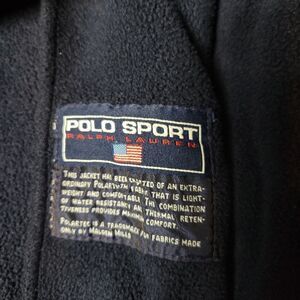 POLO SPORT
RALPH LAUREN
THIS JACKET HAS BEEN CRAFTED OF AN EXTRA-
ORDINARY POLARTEC FABRIC THAT IS LIGHT-
WEIGHT AND COMFORTABLE. THE COMBINATION
OF WATER RESISTANCE AND THERMAL RETEN-
TIVENESS PROVIDES MAXIMUM COMFORT.
POLARTEC IS A TRADEMARK FOR FABRICS MADE
ONLY BY MALDEN MILLS